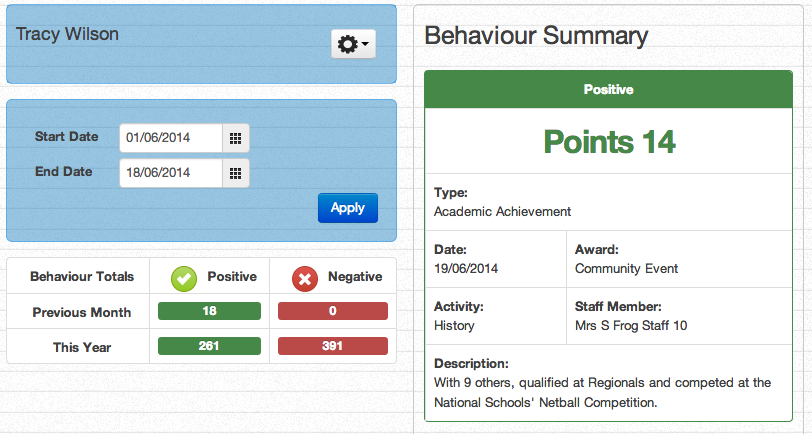 Tracy Wilson
Start Date 01/06/2014
End Date 18/06/2014
Apply
Behaviour Totals Positive Negative
Previous Month 18 0
This Year 261 391
Behaviour Summary
Positive
Points 14
Type:
Academic Achievement
Date: Award:
19/06/2014 Community Event
Activity: Staff Member:
History Mrs S Frog Staff 10
Description:
With 9 others, qualified at Regionals and competed at the
National Schools' Netball Competition.